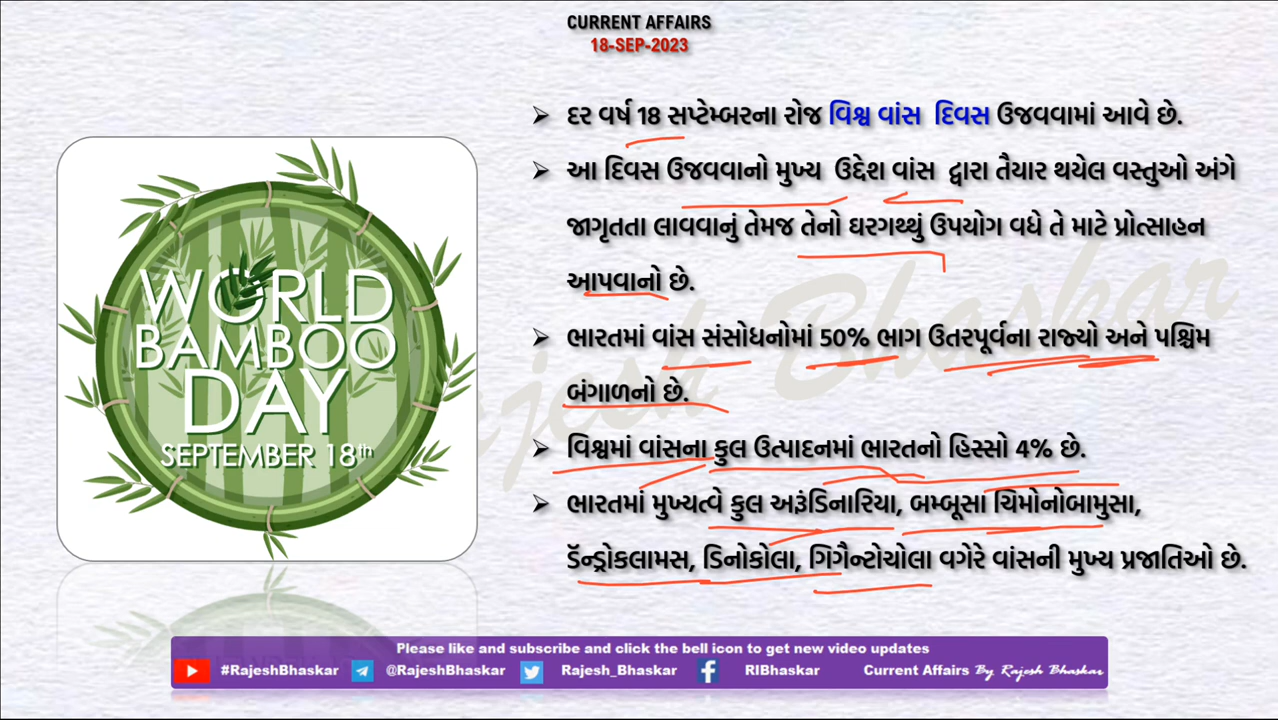 CURRENT AFFAIRS
18-SEP-2023
➢ દર વર્ષ 18 સપ્ટેમ્બરના રોજ વિશ્વ વાંસ દિવસ ઉજવવામાં આવે છે.
➢ આ દિવસ ઉજવવાનો મુખ્ય ઉદ્દેશ વાંસ દ્વારા તૈયાર થયેલ વસ્તુઓ અંગે
જાગૃતતા લાવવાનું તેમજ તેનો ઘરગથ્થું ઉપયોગ વધે તે માટે પ્રોત્સાહન
આપવાનો છે.
➢ ભારતમાં વાંસ સંસોધનોમાં 50% ભાગ ઉતરપૂર્વના રાજ્યો અને પશ્ચિમ
બંગાળનો છે.
➢ વિશ્વમાં વાંસના કુલ ઉત્પાદનમાં ભારતનો હિસ્સો 4% છે.
➢ ભારતમાં મુખ્યત્વે કુલ અરૂંડિનારિયા, બમ્બૂસા ચિમોનોબામુસા,
ડૅન્ડ્રોકલામસ, ડિનોકોલા, ગિગૈન્ટોચોલા વગેરે વાંસની મુખ્ય પ્રજાતિઓ છે.
WORLD
BAMBOO
DAY
SEPTEMBER 18th
Rajesh Bhaskar
Please like and subscribe and click the bell icon to get new video updates
#RajeshBhaskar @RajeshBhaskar Rajesh_Bhaskar RIBhaskar Current Affairs By Rajesh Bhaskar